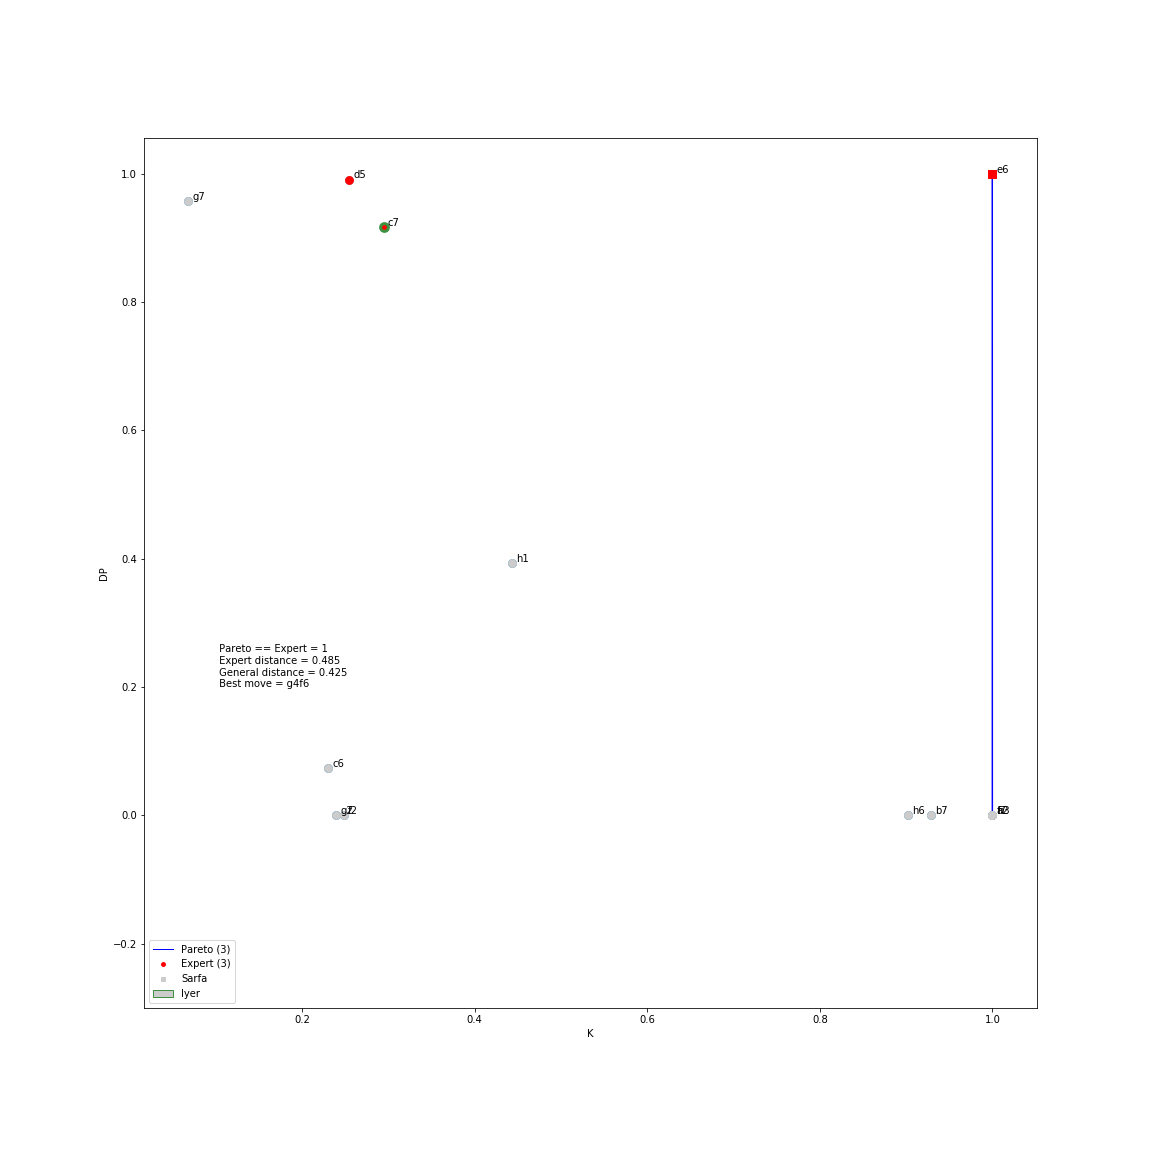 1.0
0.8
0.6
0.4
0.2
0.0
−0.2
DP
g7
d5
c7
e6
h1
Pareto == Expert = 1
Expert distance = 0.485
General distance = 0.425
Best move = g4f6
c6
h6
b7
Pareto (3)
Expert (3)
Sarfa
Iyer
0.2
0.4
0.6
0.8
1.0
K